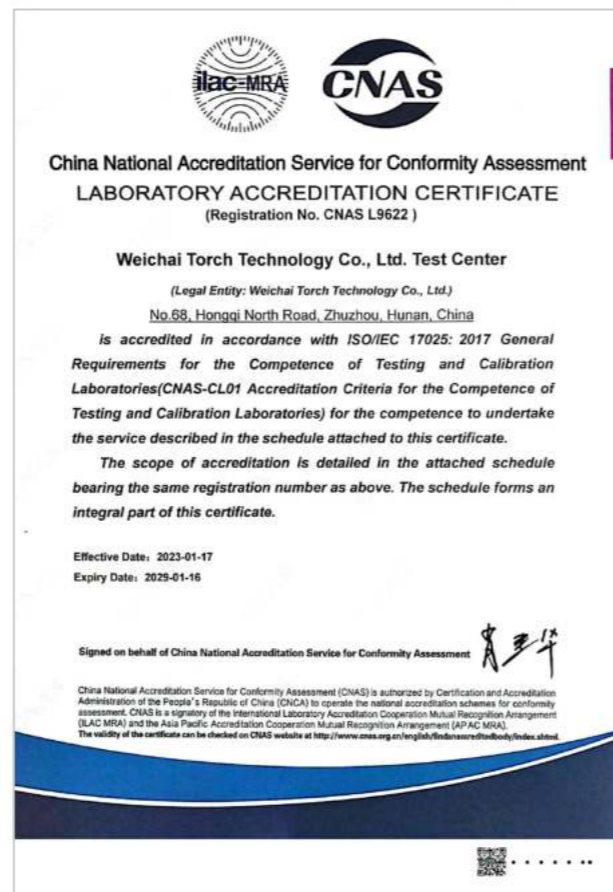 ilac-MRA
CNAS
China National Accreditation Service for Conformity Assessment
LABORATORY ACCREDITATION CERTIFICATE
(Registration No. CNAS L9622 )
Weichai Torch Technology Co., Ltd. Test Center
(Legal Entity: Weichai Torch Technology Co., Ltd.)
No.68, Hongqi North Road, Zhuzhou, Hunan, China
is accredited in accordance with ISO/IEC 17025: 2017 General
Requirements for the Competence of Testing and Calibration
Laboratories(CNAS-CL01 Accreditation Criteria for the Competence of
Testing and Calibration Laboratories) for the competence to undertake
the service described in the schedule attached to this certificate.
The scope of accreditation is detailed in the attached schedule
bearing the same registration number as above. The schedule forms an
integral part of this certificate.
Effective Date: 2023-01-17
Expiry Date: 2029-01-16
Signed on behalf of China National Accreditation Service for Conformity Assessment
China National Accreditation Service for Conformity Assessment (CNAS) is authorized by Certification and Accreditation
Administration of the People's Republic of China (CNCA) to operate the national accreditation schemes for conformity
assessment. CNAS is a signatory of the International Laboratory Accreditation Cooperation Mutual Recognition Arrangement
(ILAC MRA) and the Asia Pacific Accreditation Cooperation Mutual Recognition Arrangement (APAC MRA).
The validity of the certificate can be checked on CNAS website at http://www.cnas.org.cn/english/findanaccreditedbody/index.shtml